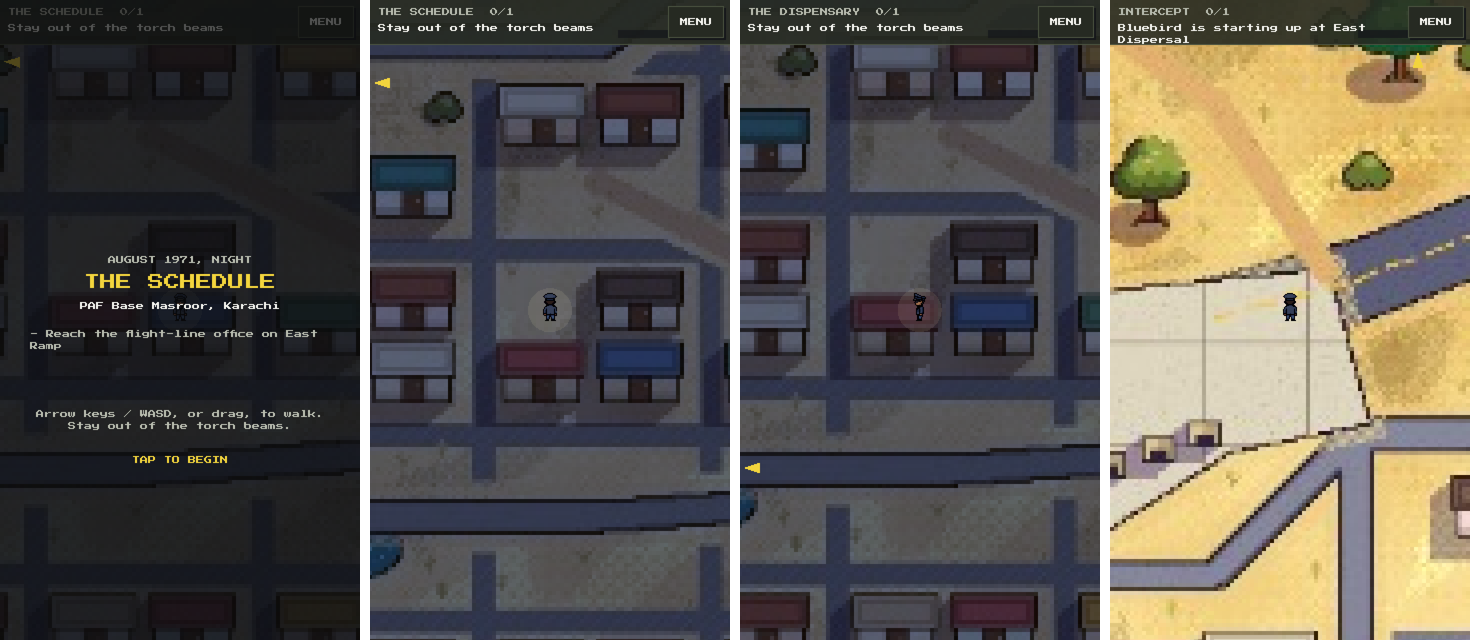 THE SCHEDULE 0/1
Stay out of the torch beams
MENU
AUGUST 1971, NIGHT
THE SCHEDULE
PAF Base Masroor, Karachi
- Reach the flight-line office on East
Ramp
Arrow keys / WASD, or drag, to walk.
Stay out of the torch beams.
TAP TO BEGIN
THE SCHEDULE 0/1
Stay out of the torch beams
MENU
THE DISPENSARY 0/1
Stay out of the torch beams
MENU
INTERCEPT 0/1
Bluebird is starting up at East
Dispersal
MENU